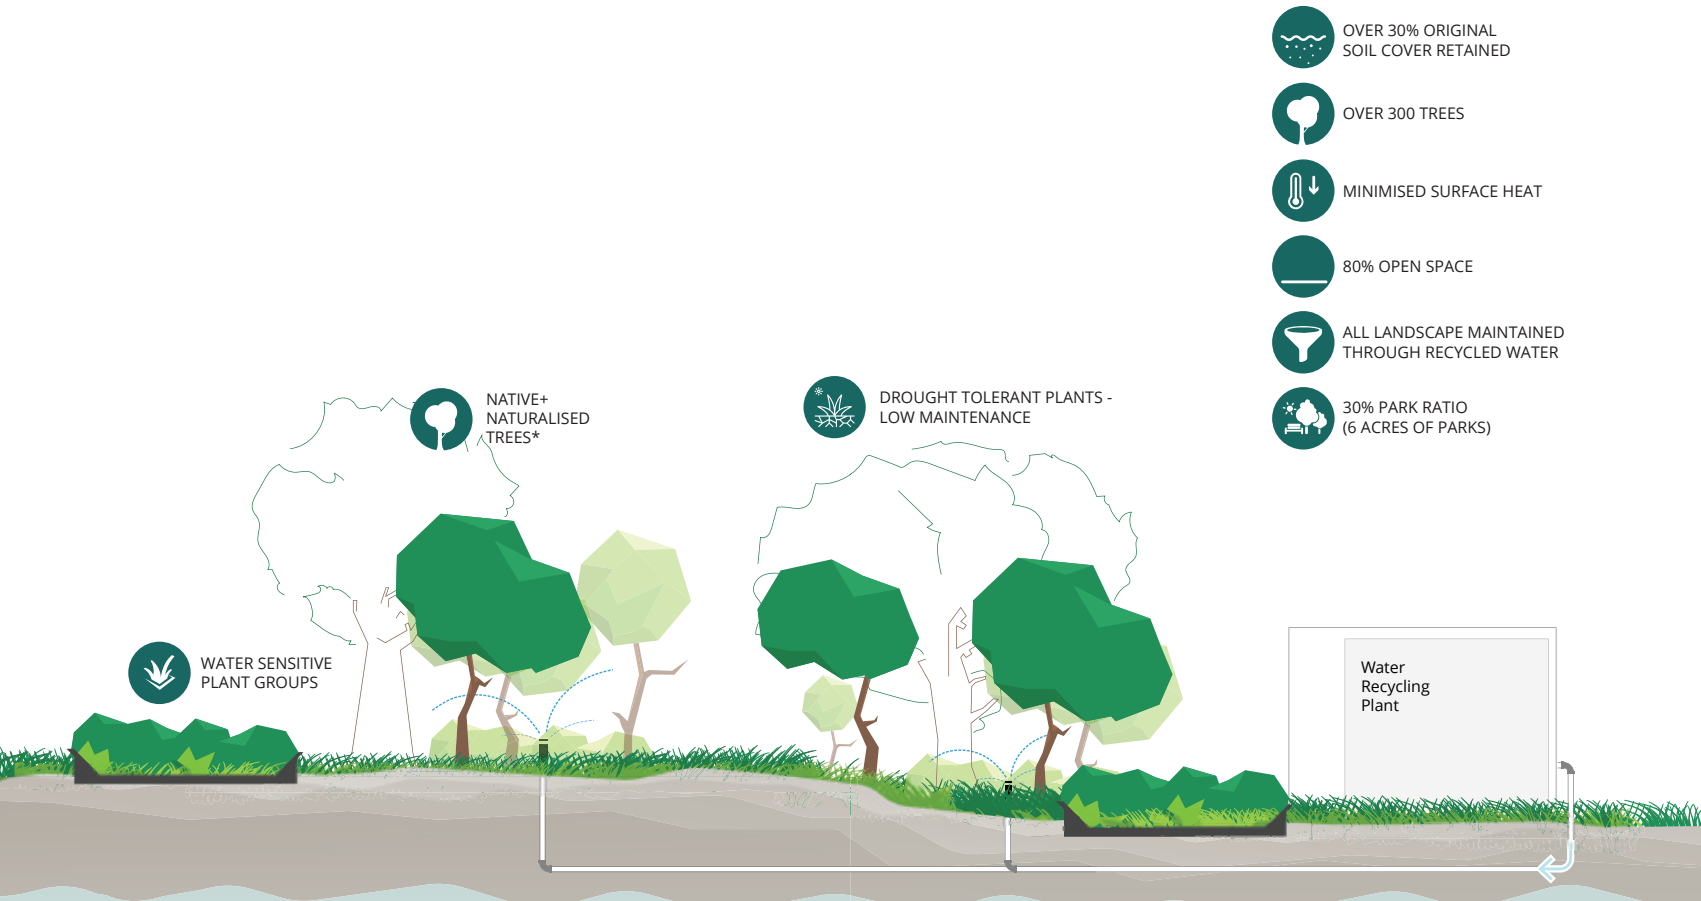 OVER 30% ORIGINAL
SOIL COVER RETAINED
OVER 300 TREES
MINIMISED SURFACE HEAT
80% OPEN SPACE
ALL LANDSCAPE MAINTAINED
THROUGH RECYCLED WATER
30% PARK RATIO
(6 ACRES OF PARKS)
NATIVE+
NATURALISED
TREES*
DROUGHT TOLERANT PLANTS -
LOW MAINTENANCE
WATER SENSITIVE
PLANT GROUPS
Water
Recycling
Plant